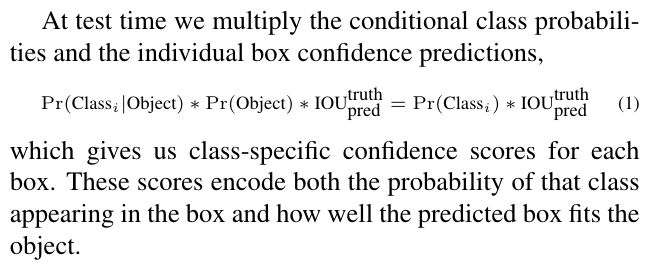 At test time we multiply the conditional class probabili-
ties and the individual box confidence predictions,
Pr(Class_i|Object) ∗ Pr(Object) ∗ IOU^truth_pred = Pr(Class_i) ∗ IOU^truth_pred (1)
which gives us class-specific confidence scores for each
box. These scores encode both the probability of that class
appearing in the box and how well the predicted box fits the
object.